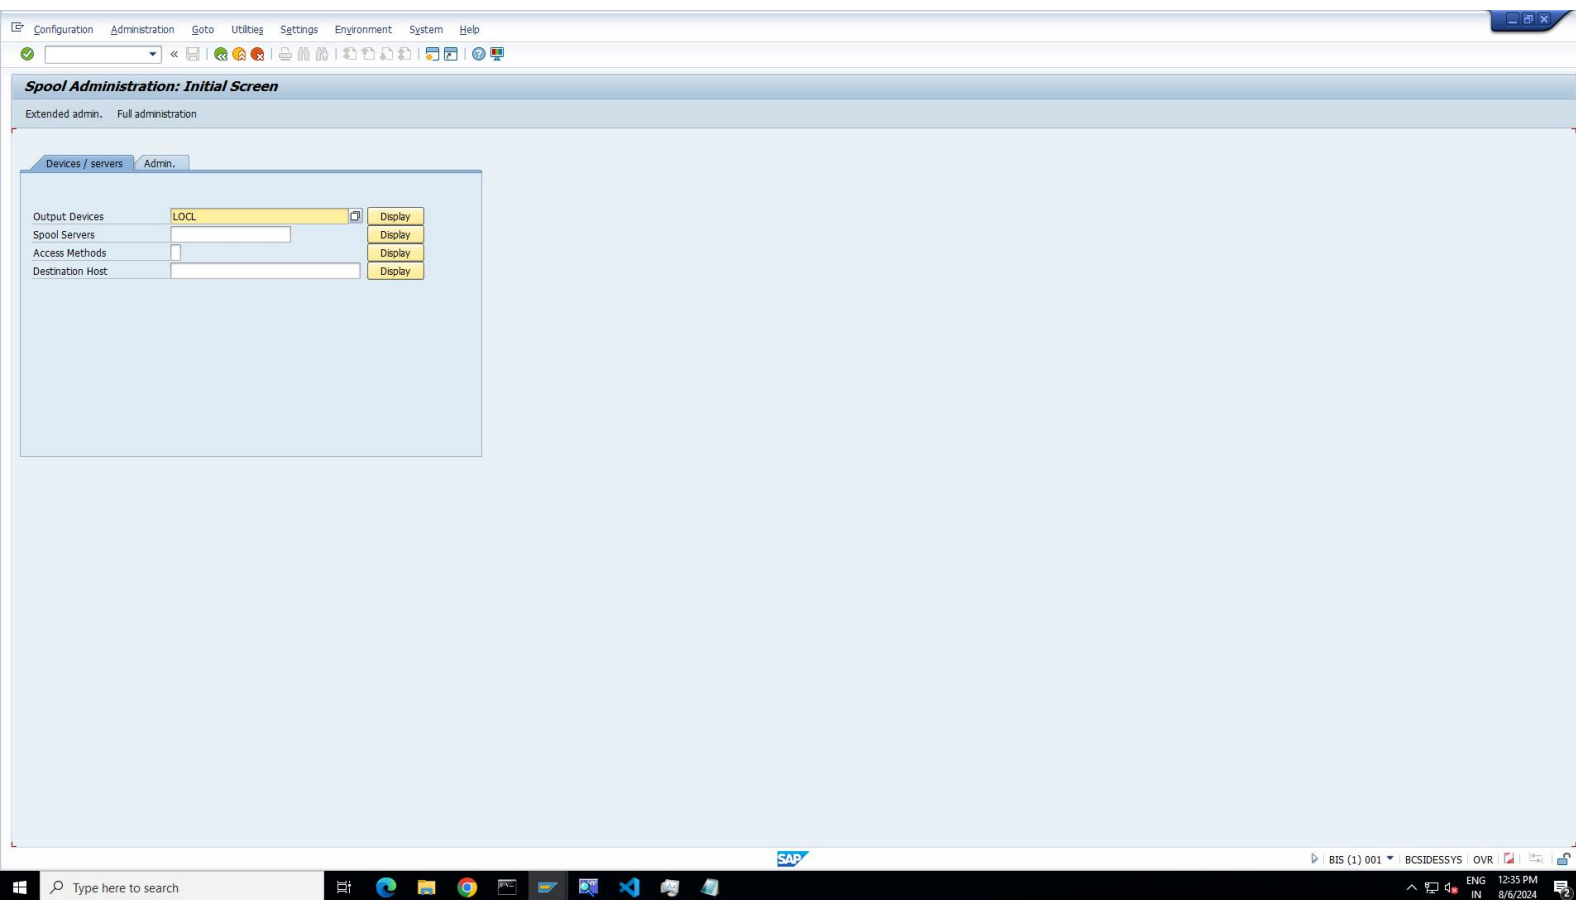 Configuration Administration Goto Utilities Settings Environment System Help
Spool Administration: Initial Screen
Extended admin. Full administration
Devices / servers Admin.
Output Devices LOCL Display
Spool Servers Display
Access Methods Display
Destination Host Display
SAP
BIS (1) 001 BCSIDESSYS OVR
Type here to search
ENG 12:35 PM
IN 8/6/2024
2